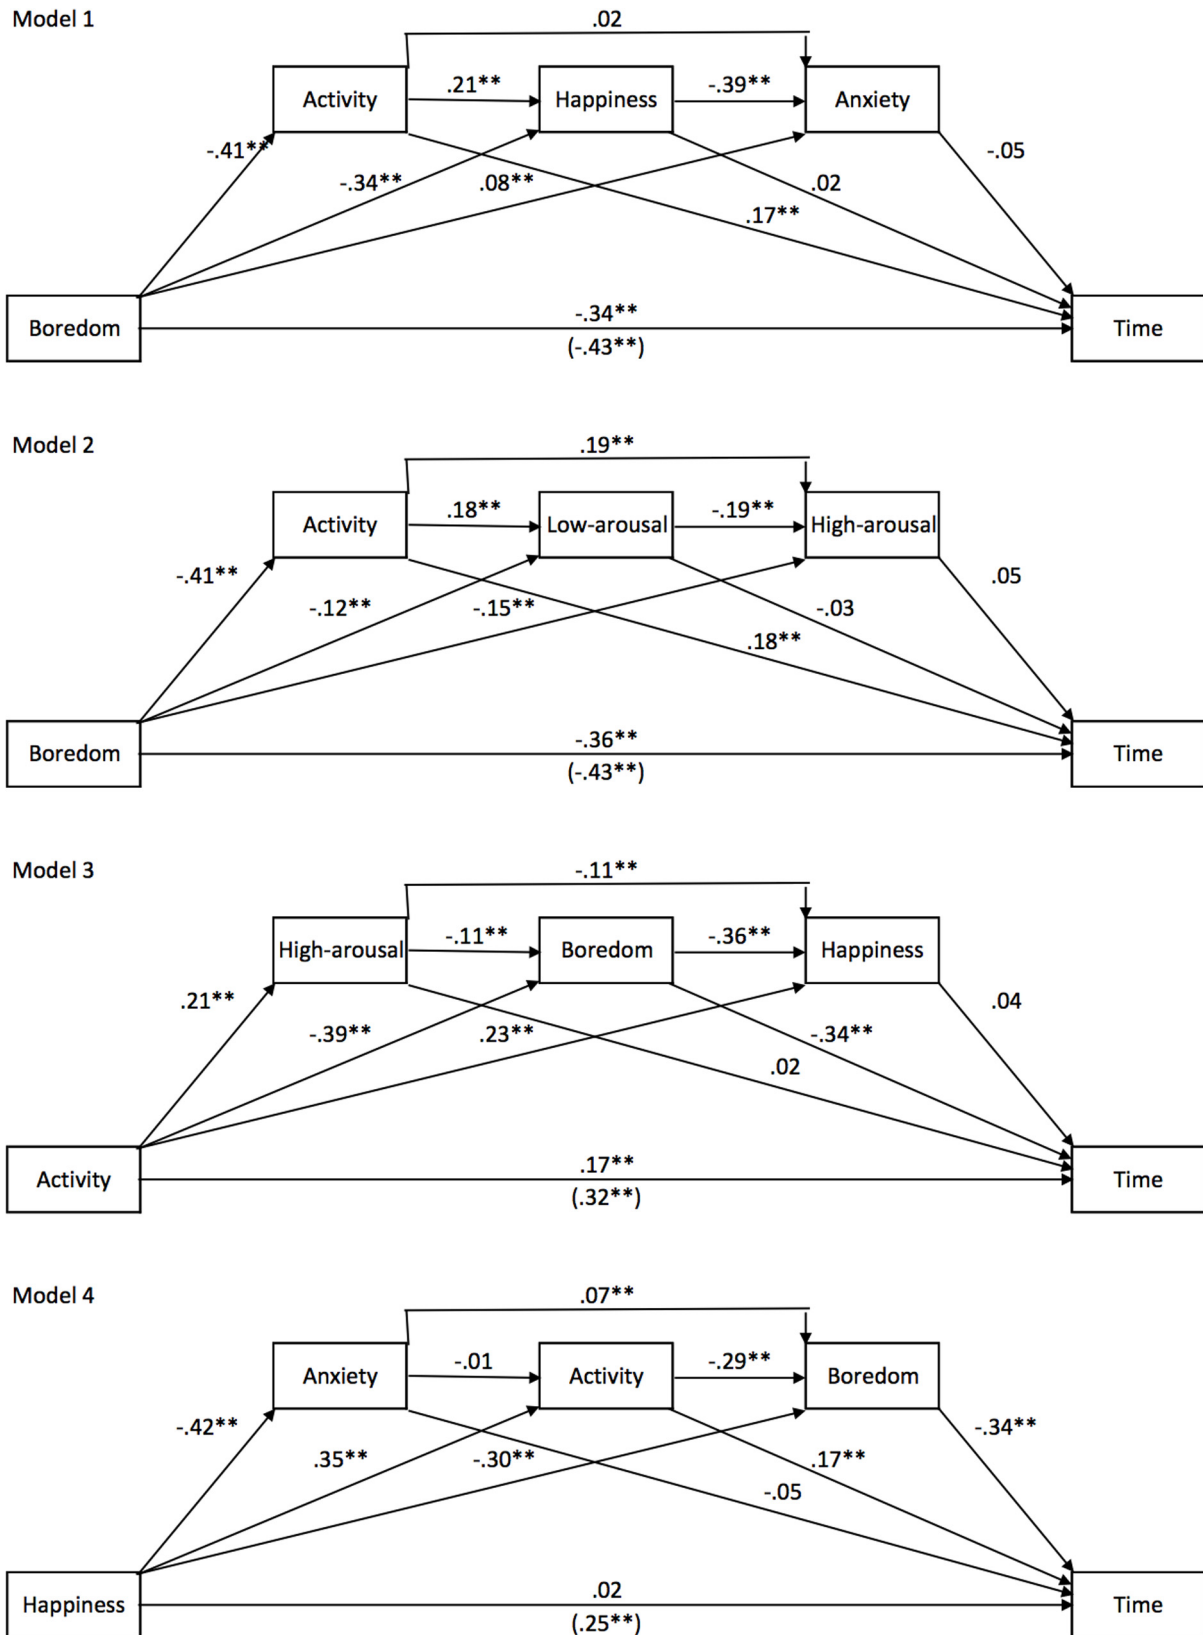 Model 1
.02
Activity
.21**
Happiness
-.39**
Anxiety
-.41**
-.34**
.08**
.02
.17**
-.05
Boredom
-.34**
(-.43**)
Time
Model 2
.19**
Activity
.18**
Low-arousal
-.19**
High-arousal
-.41**
-.12**
-.15**
-.03
.18**
.05
Boredom
-.36**
(-.43**)
Time
Model 3
-.11**
High-arousal
-.11**
Boredom
-.36**
Happiness
.21**
-.39**
.23**
-.34**
.02
.04
Activity
.17**
(.32**)
Time
Model 4
.07**
Anxiety
-.01
Activity
-.29**
Boredom
-.42**
.35**
-.30**
.17**
-.05
-.34**
Happiness
.02
(.25**)
Time